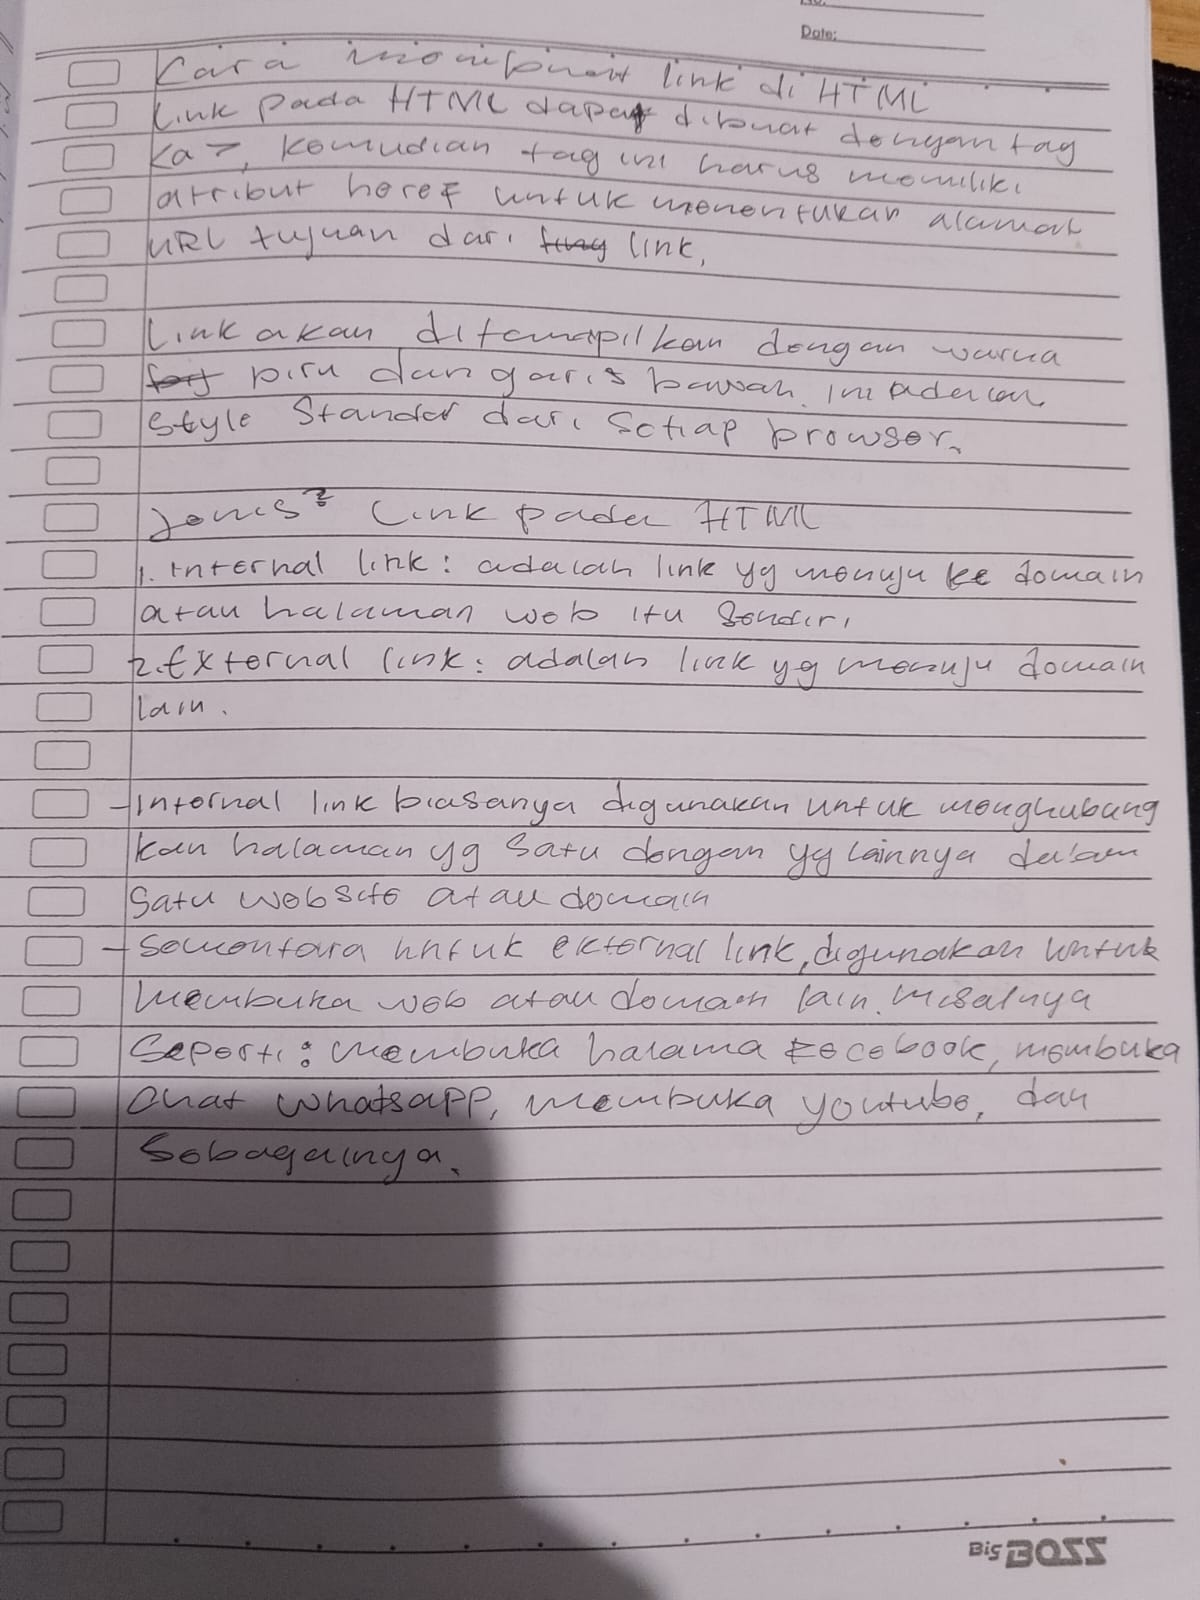 No:
Date:
Cara membuat link di HTML
Link pada HTML dapat dibuat dengan tag
<a>, kemudian tag ini harus memiliki
atribut heref untuk menentukan alamat
URL tujuan dari link,
Link akan ditamapilkan dengan warna
biru dan garis bawah. Ini adalah
Style Standar dari Setiap browser.
Jenis² Link pada HTML
1. Internal link: adalah link yg menuju ke domain
atau halaman web itu Sendiri
2. External link: adalah link yg menuju domain
lain.
- Internal link biasanya digunakan untuk menghubung
kan halaman yg Satu dengan yg lainnya dalam
Satu website atau domain
- Sementara untuk external link, digunakan untuk
Membuka web atau domain lain. Misalnya
Seperti: membuka halama Facebook, membuka
Chat Whatsapp, membuka youtube, dan
Sebagainya.
Big BOSS